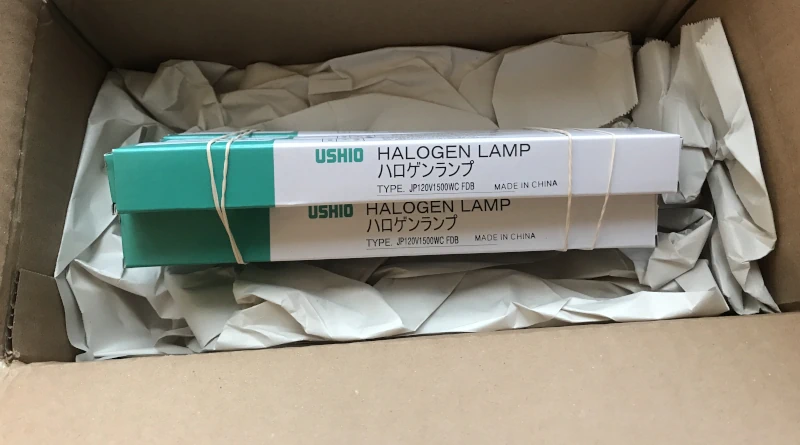 USHIO HALOGEN LAMP
ハロゲンランプ
TYPE. JP120V1500WC FDB MADE IN CHINA
USHIO HALOGEN LAMP
ハロゲンランプ
TYPE. JP120V1500WC FDB MADE IN CHINA